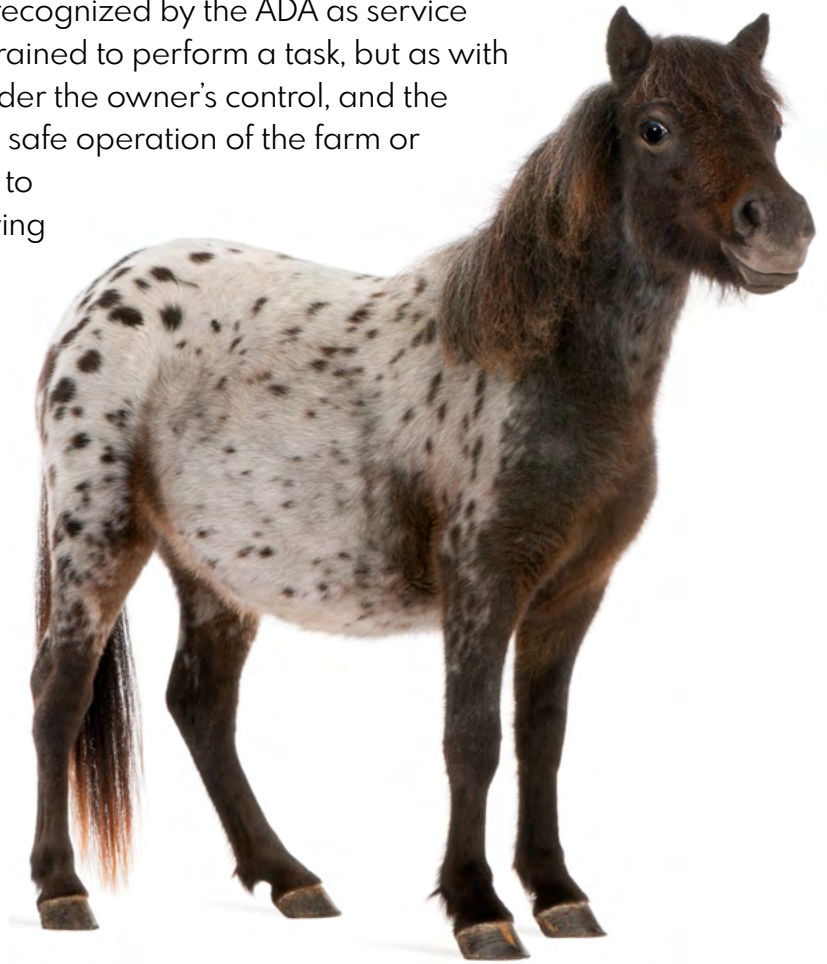 recognized by the ADA as service
rained to perform a task, but as with
der the owner’s control, and the
safe operation of the farm or
to